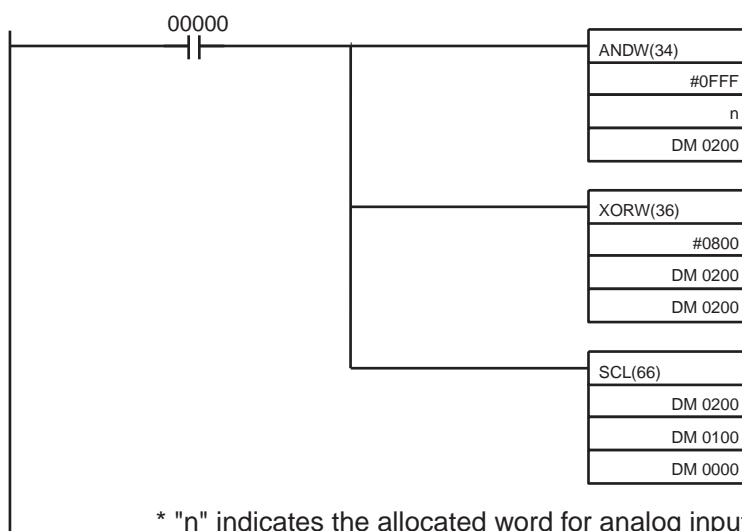 00000
ANDW(34)
#0FFF
n
DM 0200
XORW(36)
#0800
DM 0200
DM 0200
SCL(66)
DM 0200
DM 0100
DM 0000
* "n" indicates the allocated word for analog input